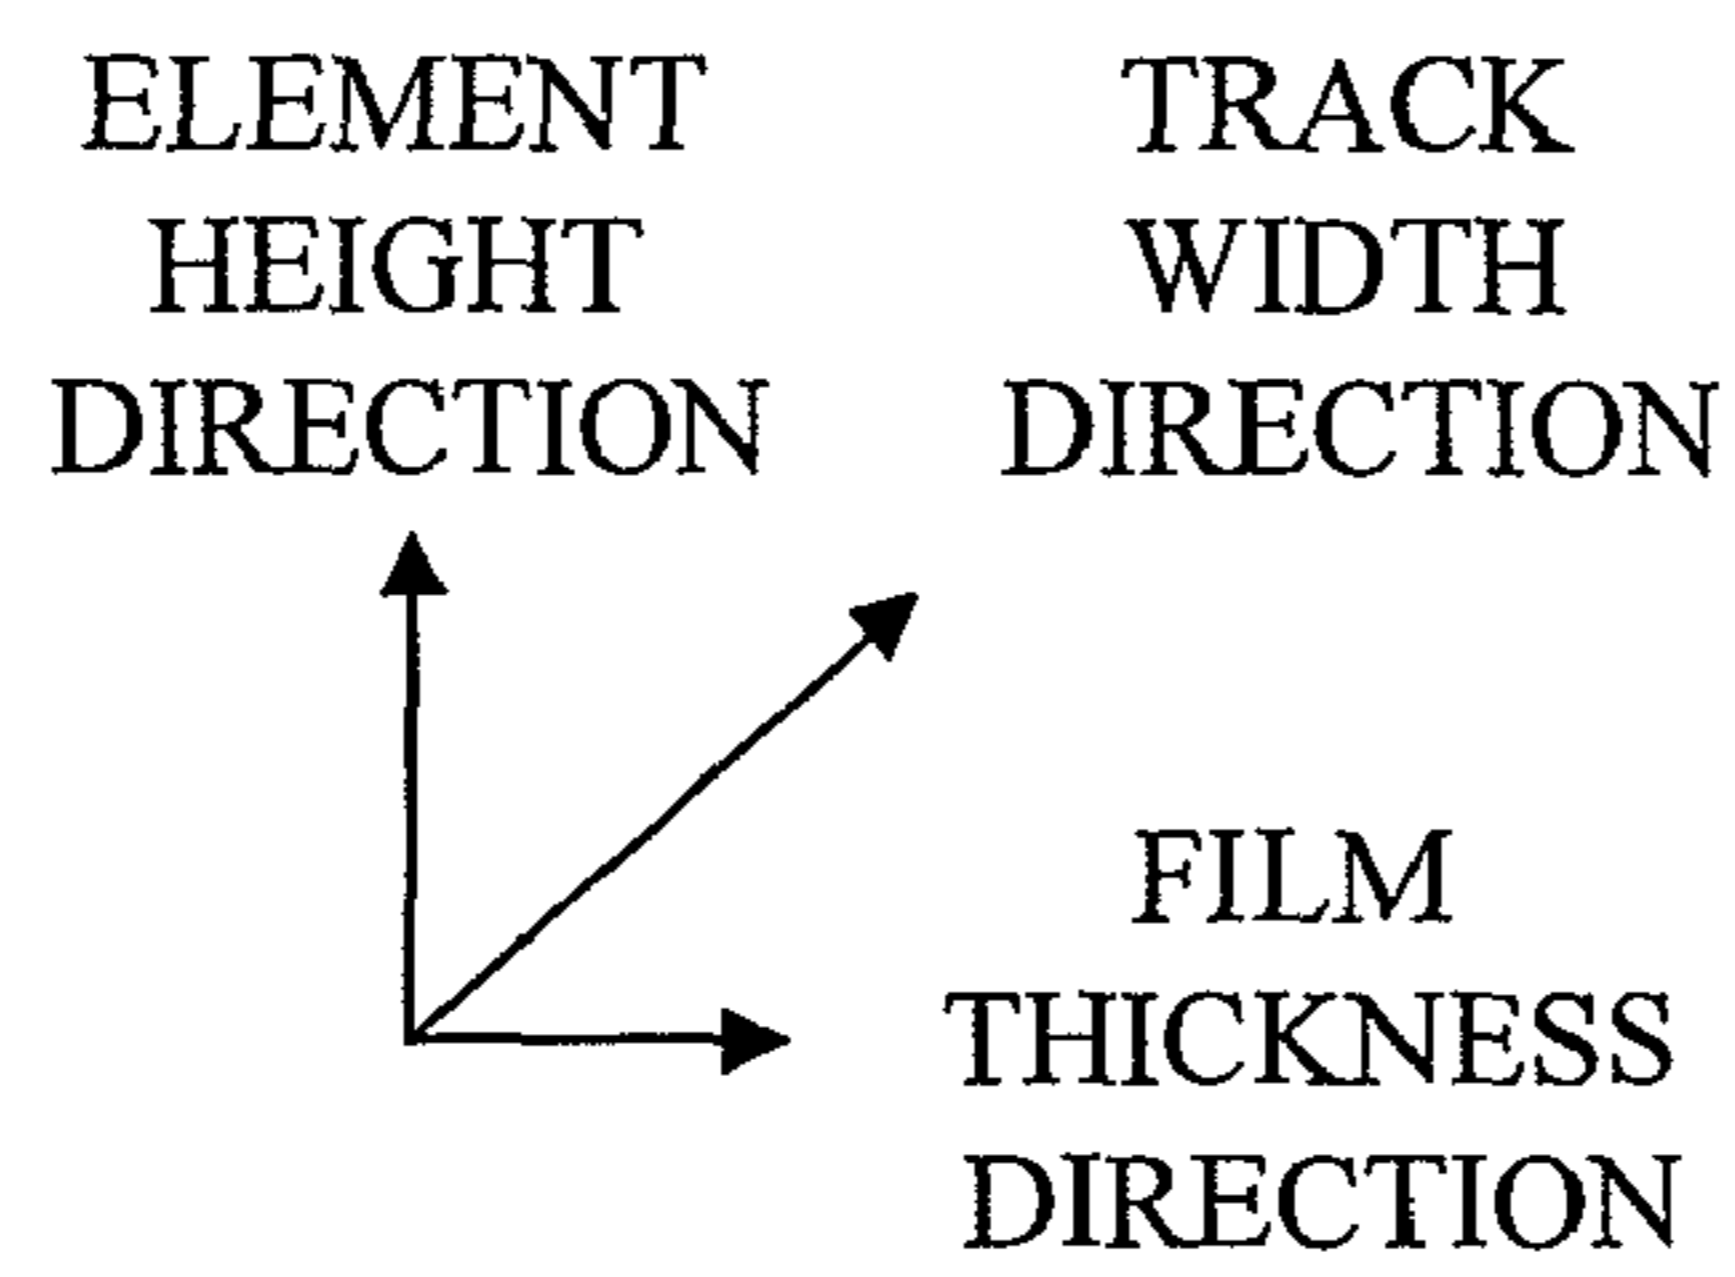 ELEMENT
HEIGHT
DIRECTION
TRACK
WIDTH
DIRECTION
FILM
THICKNESS
DIRECTION